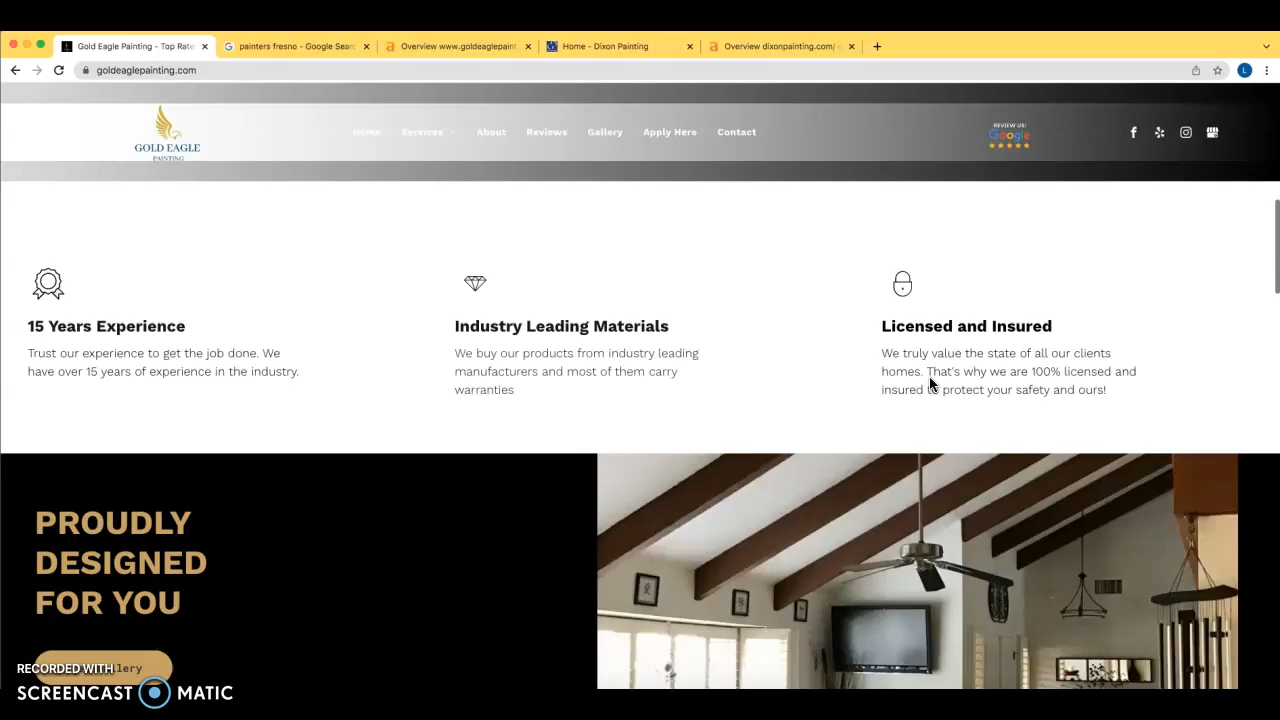 Gold Eagle Painting - Top Rate
painters fresno - Google Sear
Overview www.goldeaglepaint
Home - Dixon Painting
Overview dixonpainting.com/
goldeaglepainting.com
L
GOLD EAGLE
PAINTING
Home Services About Reviews Gallery Apply Here Contact
REVIEW US!
Google
15 Years Experience
Trust our experience to get the job done. We
have over 15 years of experience in the industry.
Industry Leading Materials
We buy our products from industry leading
manufacturers and most of them carry
warranties
Licensed and Insured
We truly value the state of all our clients
homes. That's why we are 100% licensed and
insured to protect your safety and ours!
PROUDLY
DESIGNED
FOR YOU
llery
RECORDED WITH
SCREENCAST MATIC